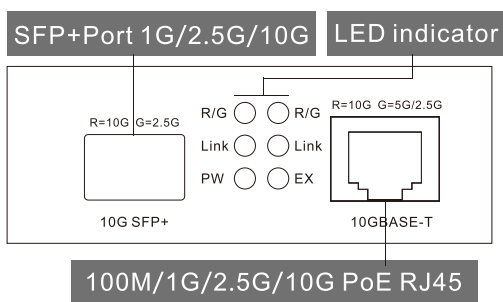 SFP+Port 1G/2.5G/10G
LED indicator
R=10G G=2.5G
R/G
R/G
R=10G G=5G/2.5G
Link
Link
PW
EX
10G SFP+
10GBASE-T
100M/1G/2.5G/10G PoE RJ45